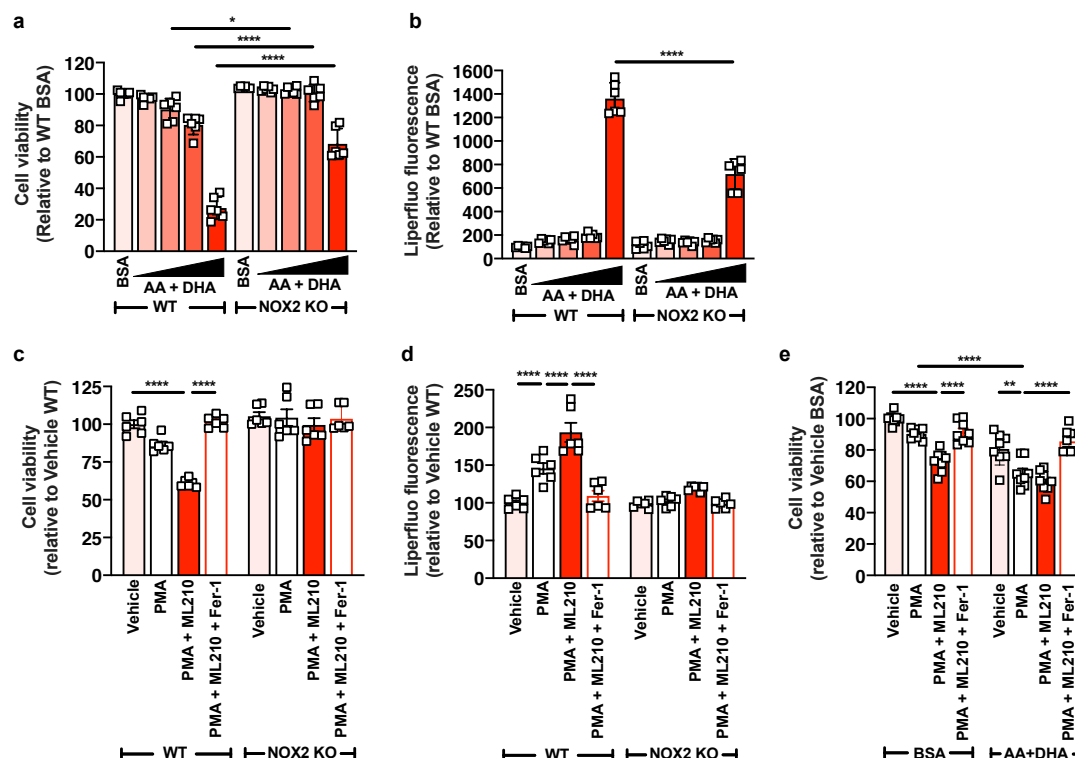 a
*
****
****
Cell viability
(Relative to WT BSA)
120
100
80
60
40
20
0
BSA
AA + DHA
WT
BSA
AA + DHA
NOX2 KO
b
****
Liperfluo fluorescence
(Relative to WT BSA)
1600
1400
1200
1000
800
600
400
200
0
BSA
AA + DHA
WT
BSA
AA + DHA
NOX2 KO
c
**** ****
Cell viability
(relative to Vehicle WT)
125
100
75
50
25
0
Vehicle
PMA
PMA + ML210
PMA + ML210 + Fer-1
Vehicle
PMA
PMA + ML210
PMA + ML210 + Fer-1
WT
NOX2 KO
d
**** **** ****
Liperfluo fluorescence
(relative to Vehicle WT)
200
150
100
50
0
Vehicle
PMA
PMA + ML210
PMA + ML210 + Fer-1
Vehicle
PMA
PMA + ML210
PMA + ML210 + Fer-1
WT
NOX2 KO
e
****
**** **** ** ****
Cell viability
(relative to Vehicle BSA)
120
100
80
60
40
20
0
Vehicle
PMA
PMA + ML210
PMA + ML210 + Fer-1
Vehicle
PMA
PMA + ML210
PMA + ML210 + Fer-1
BSA
AA+DHA